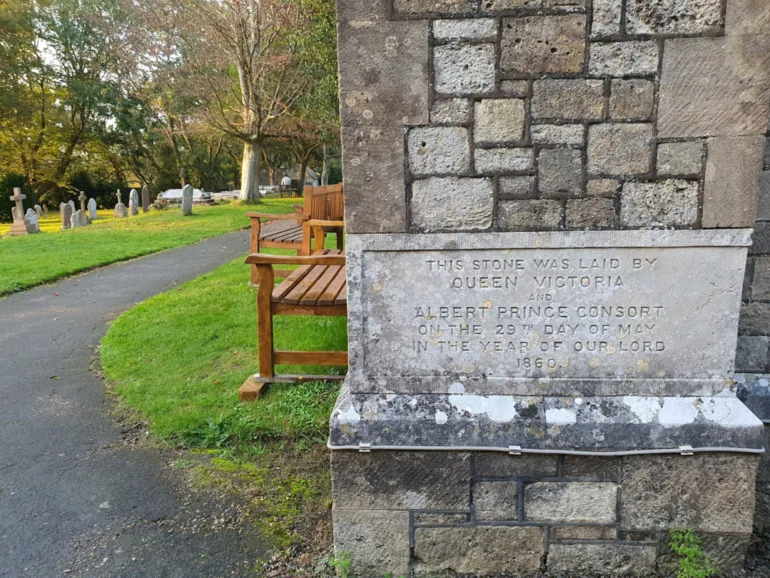 THIS STONE WAS LAID BY
QUEEN VICTORIA
AND
ALBERT PRINCE CONSORT
ON THE 29TH DAY OF MAY
IN THE YEAR OF OUR LORD
1860.